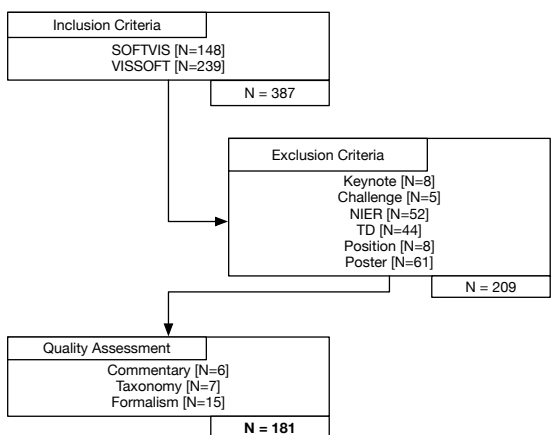 Inclusion Criteria
SOFTVIS [N=148]
VISSOFT [N=239]
N = 387
Exclusion Criteria
Keynote [N=8]
Challenge [N=5]
NIER [N=52]
TD [N=44]
Position [N=8]
Poster [N=61]
N = 209
Quality Assessment
Commentary [N=6]
Taxonomy [N=7]
Formalism [N=15]
N = 181